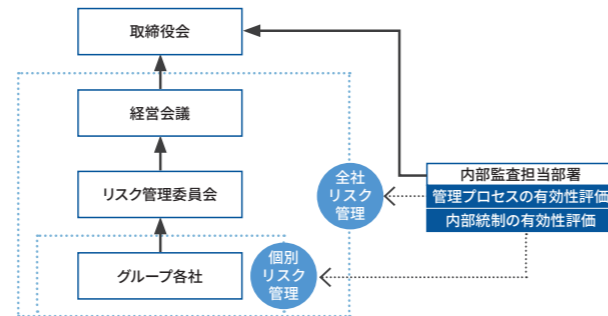 取締役会
経営会議
リスク管理委員会
グループ各社
全社
リスク
管理
個別
リスク
管理
内部監査担当部署
管理プロセスの有効性評価
内部統制の有効性評価